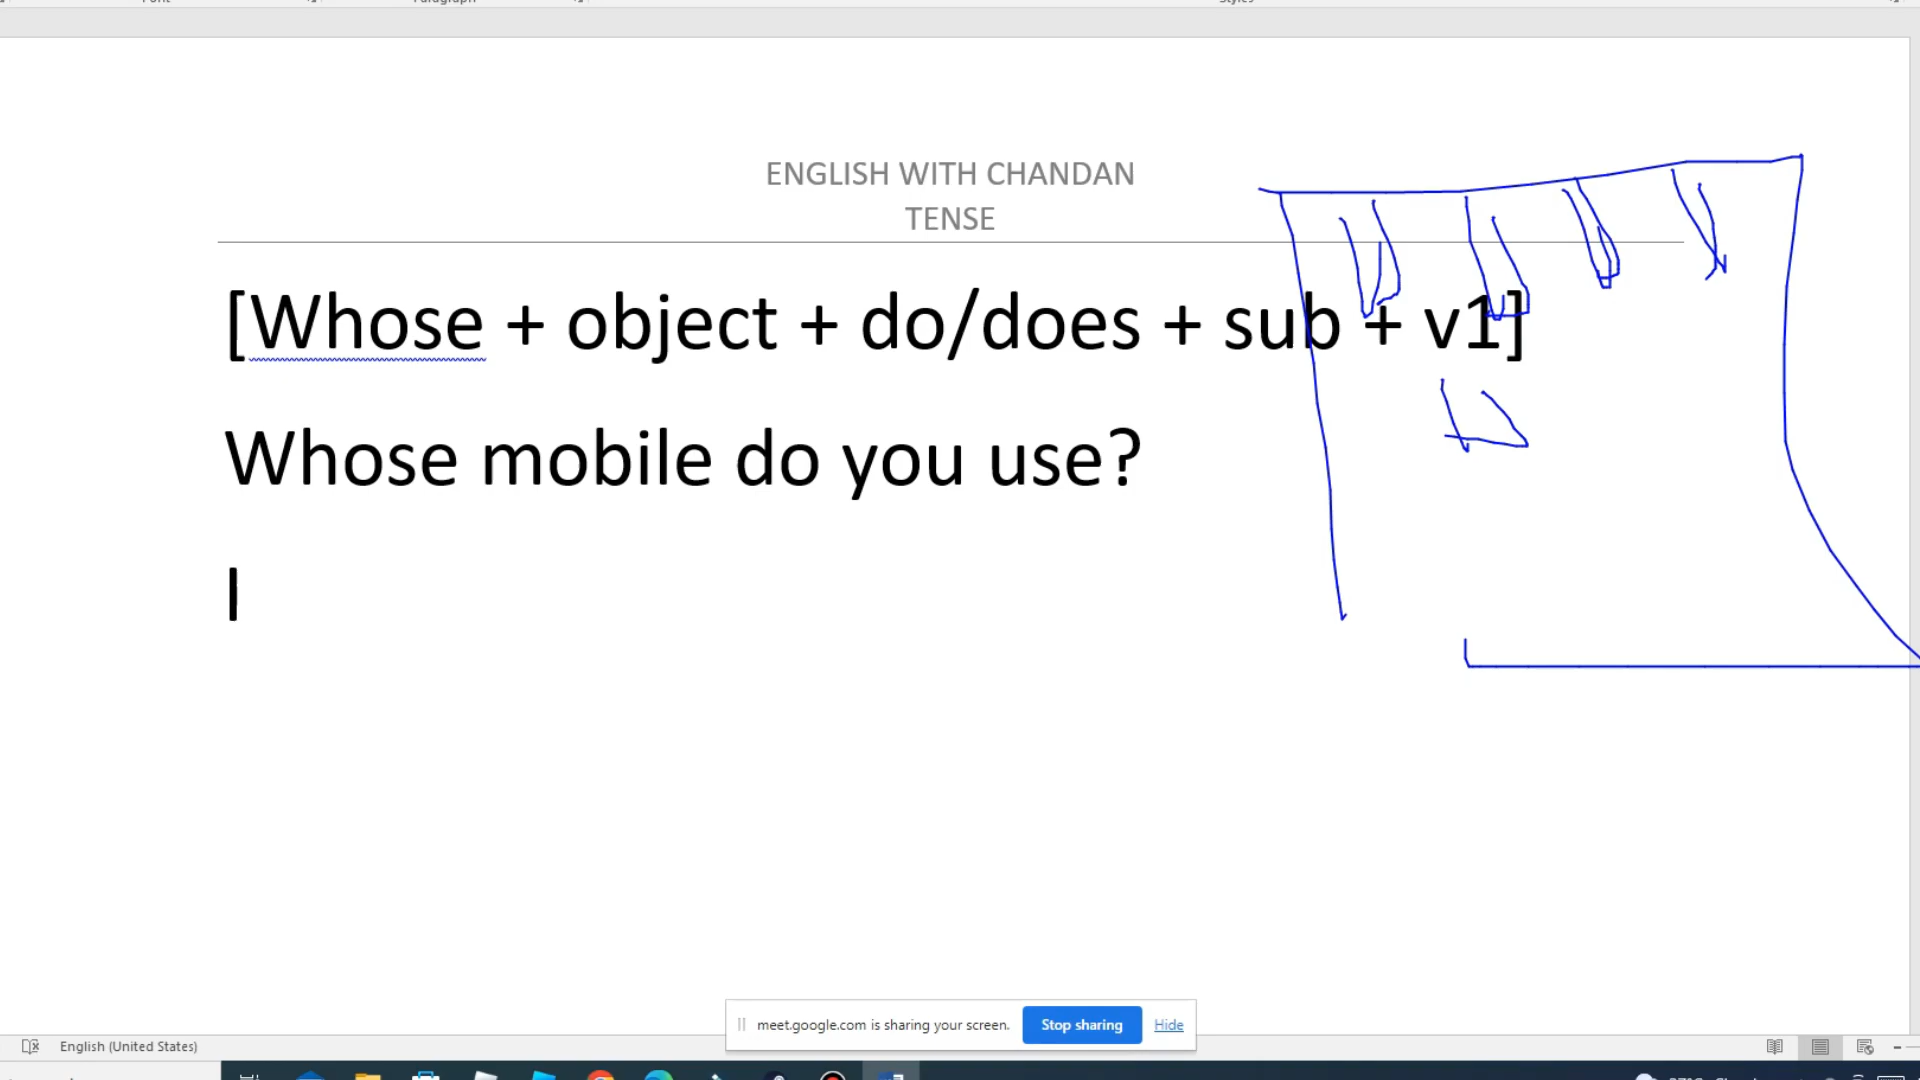 ENGLISH WITH CHANDAN
TENSE
[Whose + object + do/does + sub + v1]
Whose mobile do you use?
meet.google.com is sharing your screen.
Stop sharing
Hide
English (United States)